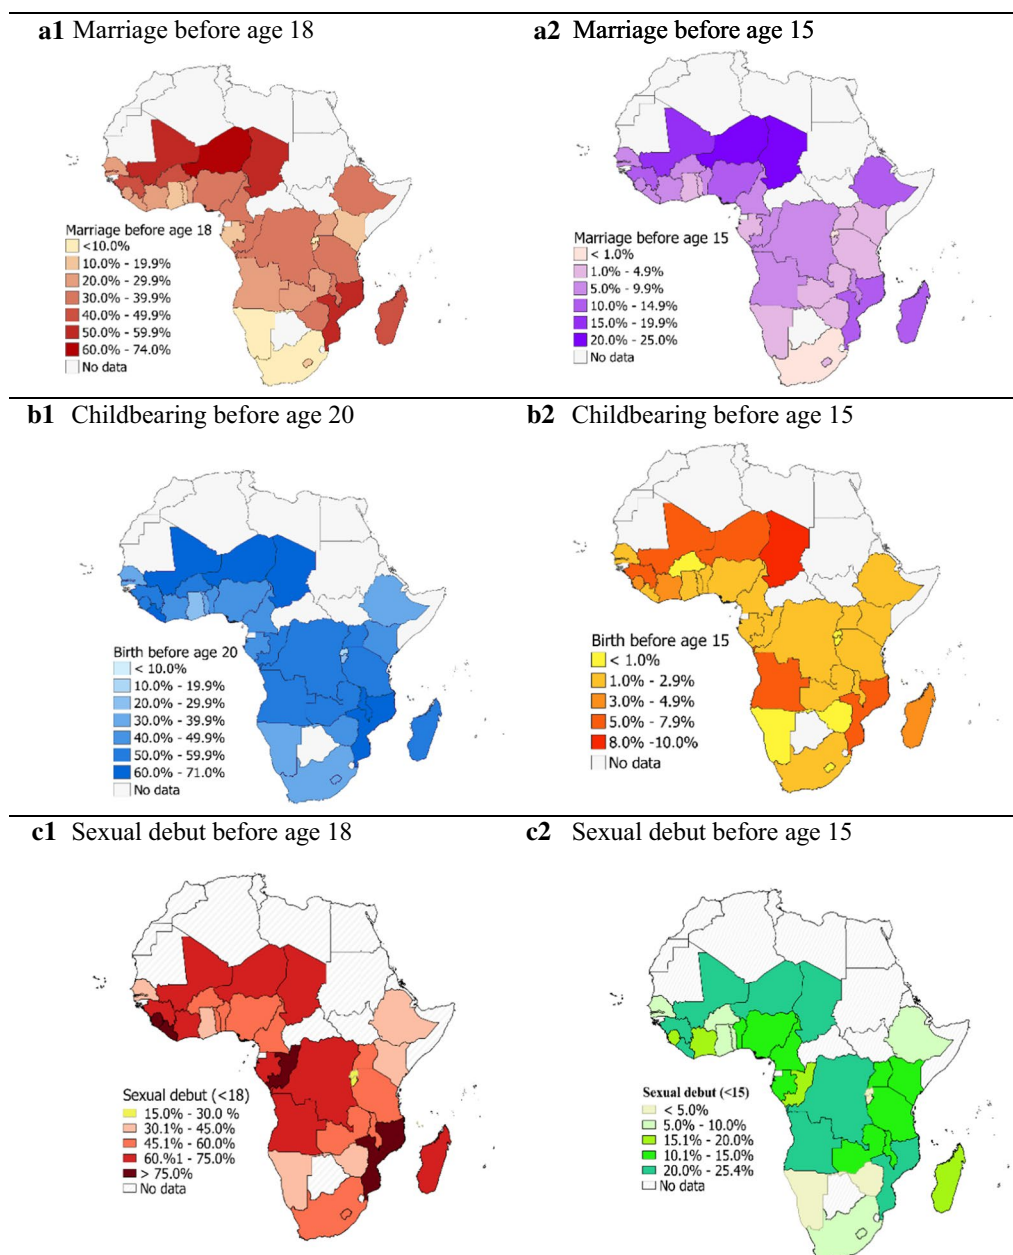 a1 Marriage before age 18
a2 Marriage before age 15
Marriage before age 18
<10.0%
10.0% - 19.9%
20.0% - 29.9%
30.0% - 39.9%
40.0% - 49.9%
50.0% - 59.9%
60.0% - 74.0%
No data
Marriage before age 15
< 1.0%
1.0% - 4.9%
5.0% - 9.9%
10.0% - 14.9%
15.0% - 19.9%
20.0% - 25.0%
No data
b1 Childbearing before age 20
b2 Childbearing before age 15
Birth before age 20
< 10.0%
10.0% - 19.9%
20.0% - 29.9%
30.0% - 39.9%
40.0% - 49.9%
50.0% - 59.9%
60.0% - 71.0%
No data
Birth before age 15
< 1.0%
1.0% - 2.9%
3.0% - 4.9%
5.0% - 7.9%
8.0% -10.0%
No data
c1 Sexual debut before age 18
c2 Sexual debut before age 15
Sexual debut (<18)
15.0% - 30.0 %
30.1% - 45.0%
45.1% - 60.0%
60.%1 - 75.0%
> 75.0%
No data
Sexual debut (<15)
< 5.0%
5.0% - 10.0%
15.1% - 20.0%
10.1% - 15.0%
20.0% - 25.4%
No data